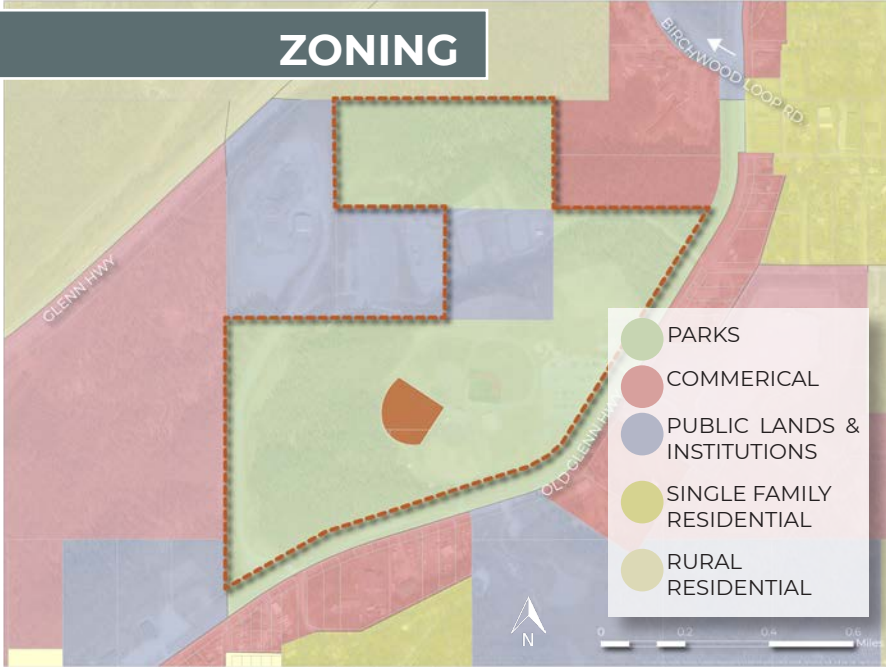 ZONING
BIRCHWOOD LOOP RD.
GLENN HWY
OLD GLENN HWY
PARKS
COMMERICAL
PUBLIC LANDS &
INSTITUTIONS
SINGLE FAMILY
RESIDENTIAL
RURAL
RESIDENTIAL
N
0 0.2 0.4 0.6
Miles